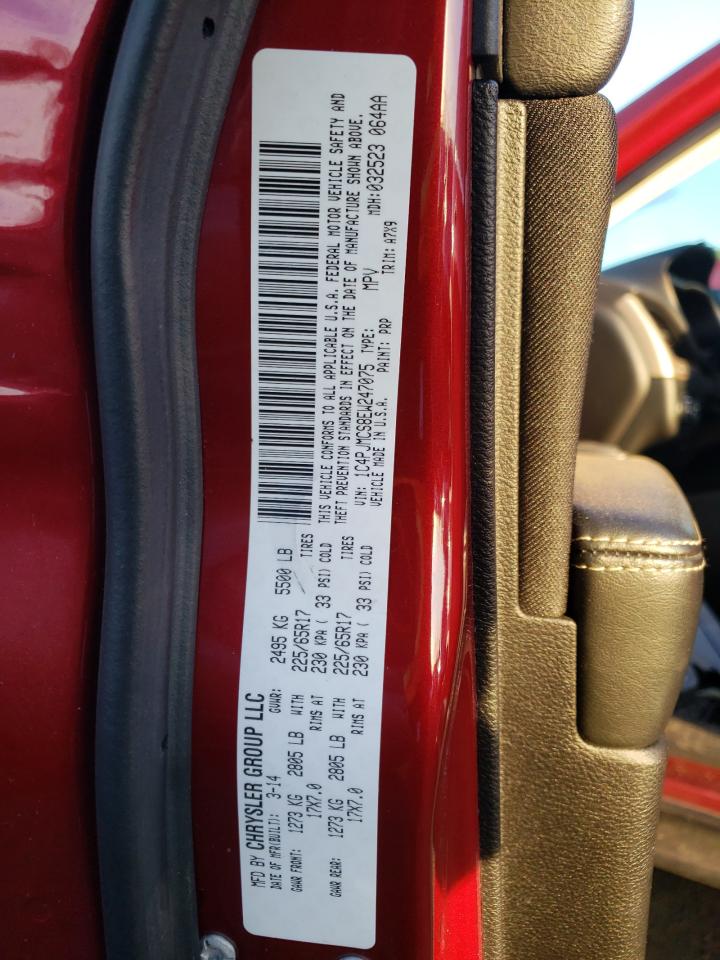 MFD BY CHRYSLER GROUP LLC
DATE OF MFR(BUILT): 3-14 GVWR: 2495 KG 5500 LB
GAWR FRONT: 1273 KG 2805 LB WITH 225/65R17 TIRES
17X7.0 RIMS AT 230 KPA ( 33 PSI) COLD
GAWR REAR: 1273 KG 2805 LB WITH 225/65R17 TIRES
17X7.0 RIMS AT 230 KPA ( 33 PSI) COLD
THIS VEHICLE CONFORMS TO ALL APPLICABLE U.S.A. FEDERAL MOTOR VEHICLE SAFETY AND
THEFT PREVENTION STANDARDS IN EFFECT ON THE DATE OF MANUFACTURE SHOWN ABOVE.
VIN: 1C4PJMCS8EW247075 TYPE: MPV MDH:032523 064AA
VEHICLE MADE IN U.S.A. PAINT: PRP TRIM: A7X9